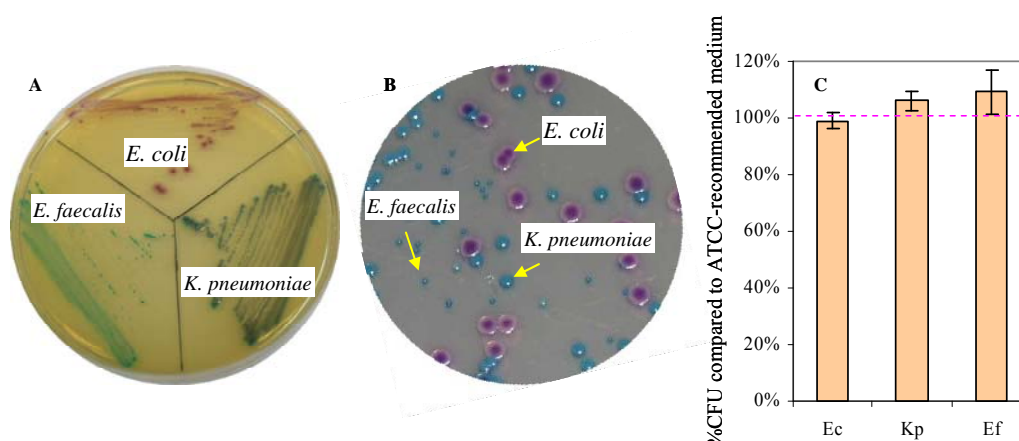 A
E. coli
E. faecalis
K. pneumoniae
B
E. coli
E. faecalis
K. pneumoniae
C
%CFU compared to ATCC-recommended medium
120%
100%
80%
60%
40%
20%
0%
Ec Kp Ef